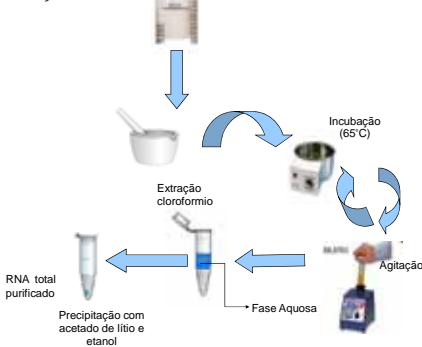 Incubação
(65°C)
Extração
cloroformio
Agitação
RNA total
purificado
Fase Aquosa
Precipitação com
acetado de lítio e
etanol